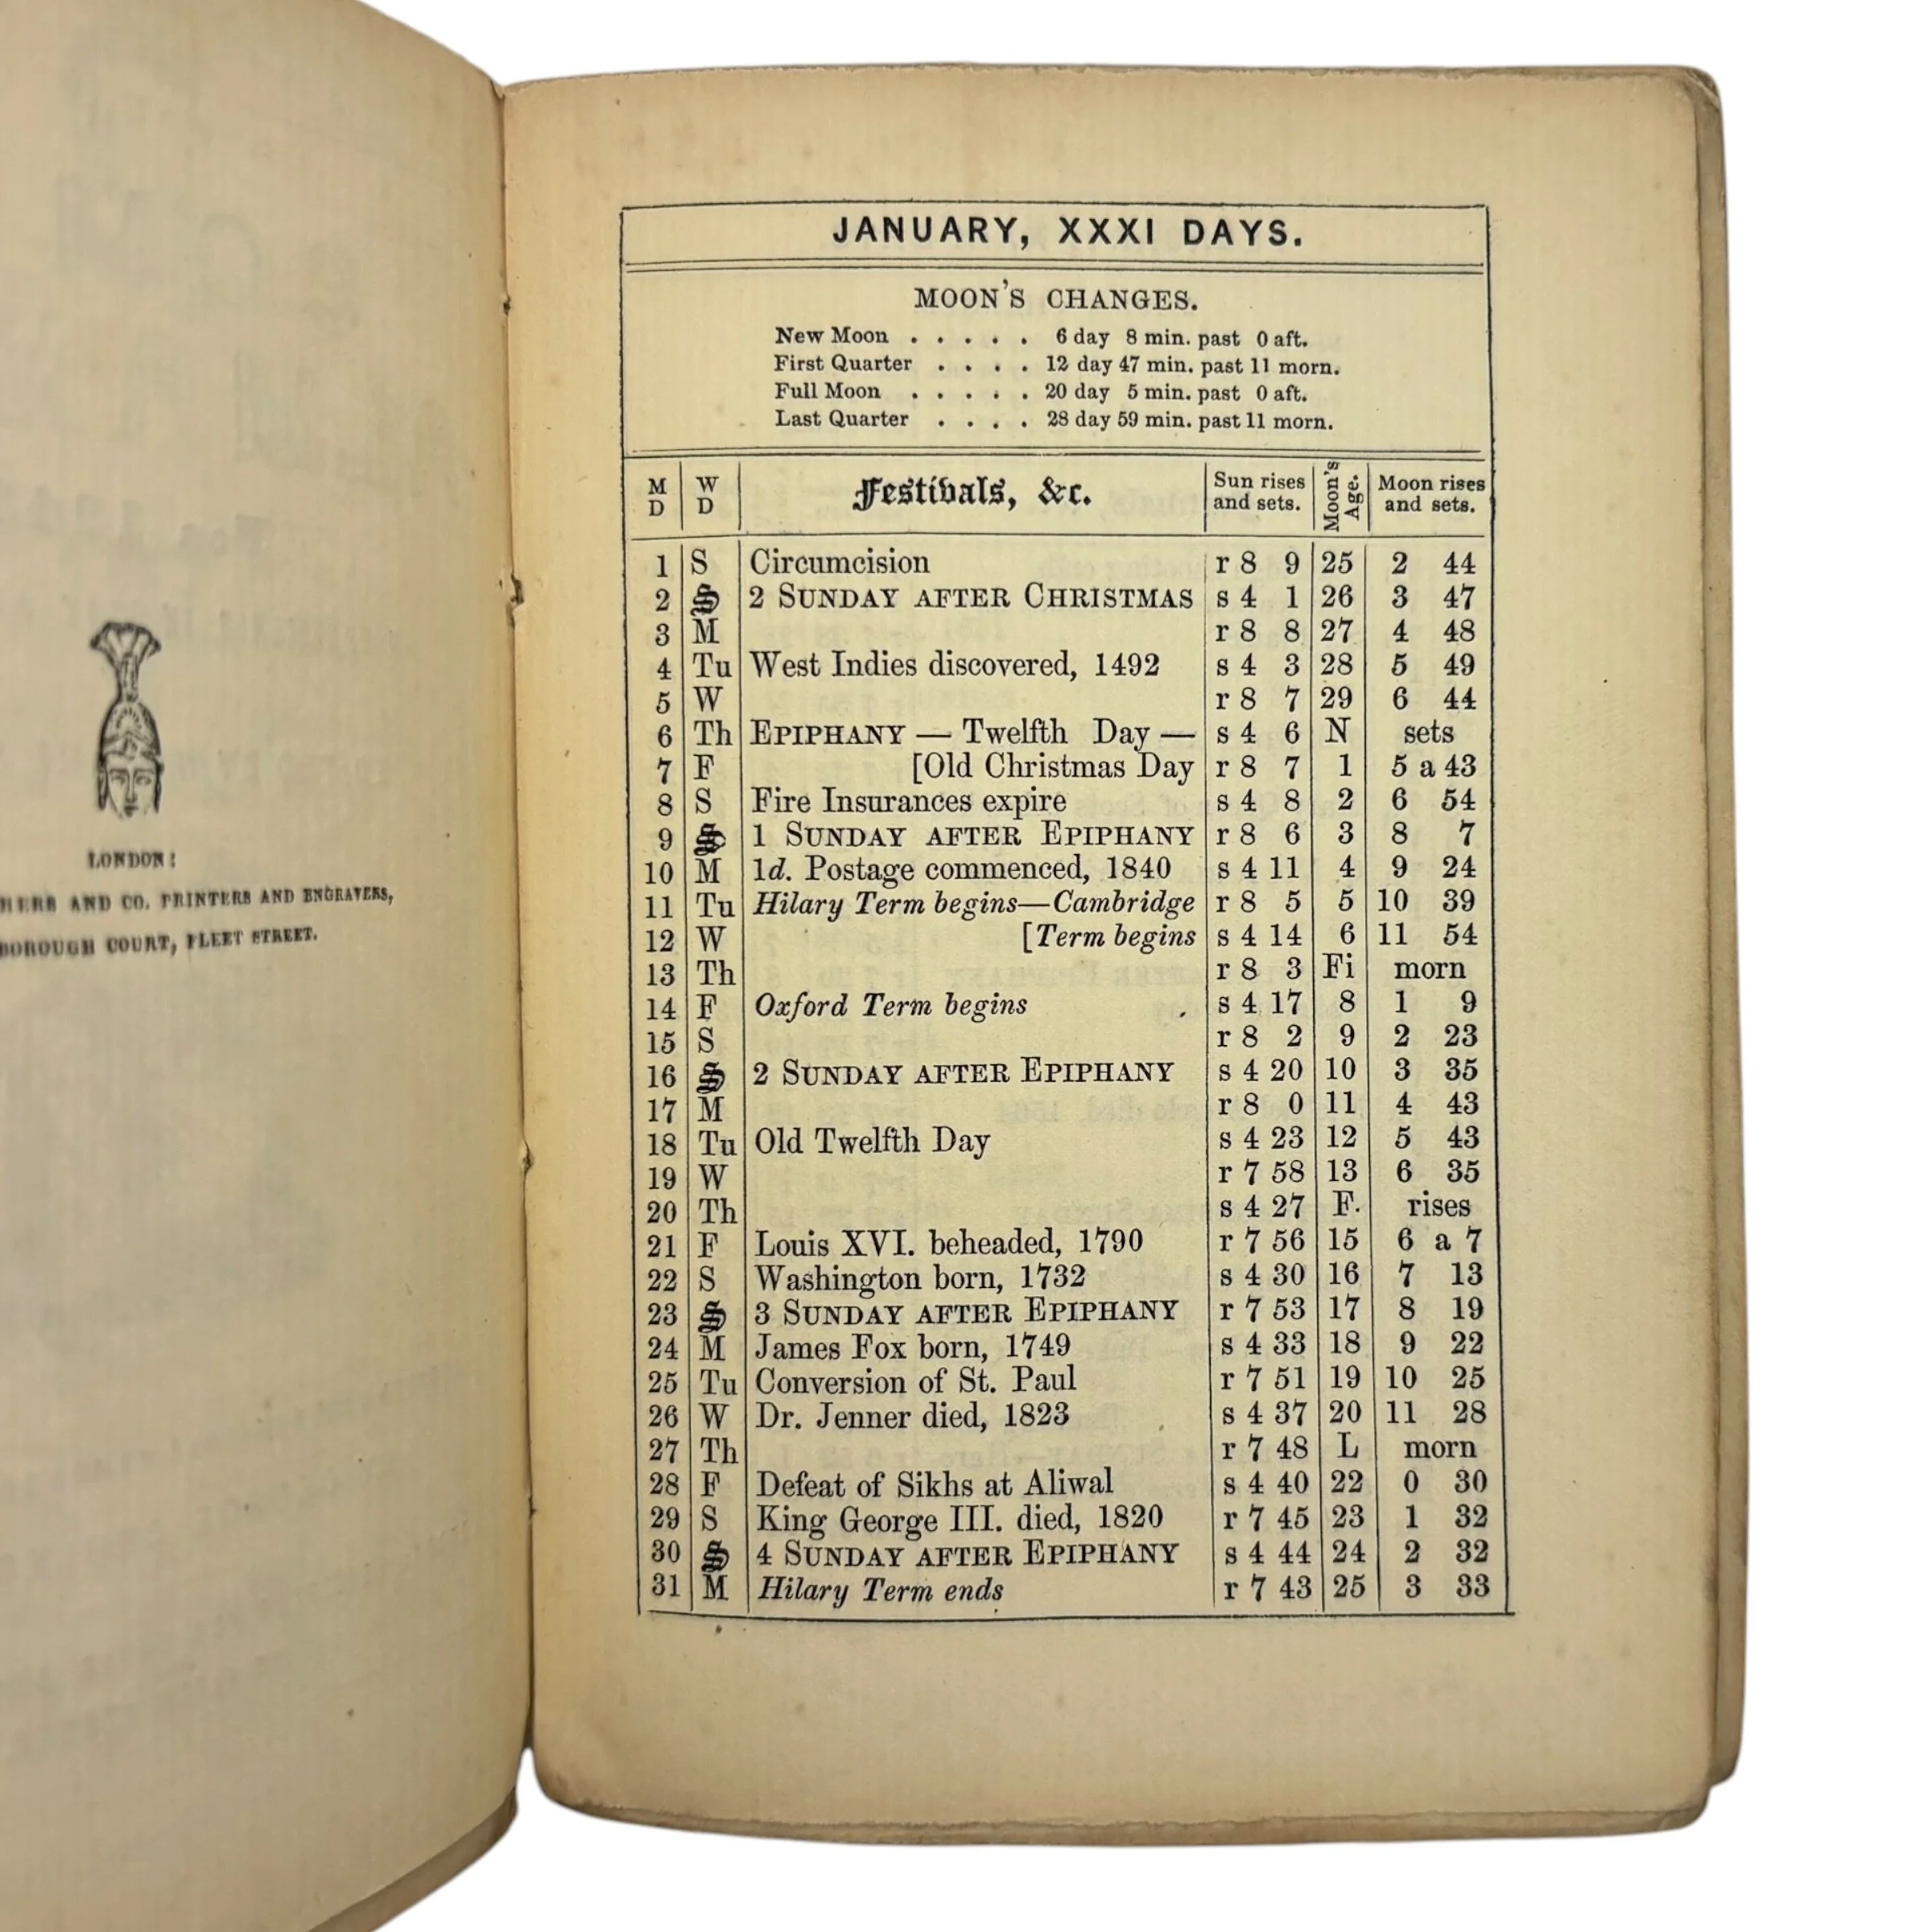 LONDON:
AND CO. PRINTERS AND ENGRAVERS,
COURT, FLEET STREET.
JANUARY, XXXI DAYS.
MOON'S CHANGES.
New Moon . . . . . 6 day 8 min. past 0 aft.
First Quarter . . . . 12 day 47 min. past 11 morn.
Full Moon . . . . . 20 day 5 min. past 0 aft.
Last Quarter . . . . 28 day 59 min. past 11 morn.
M D W D Festivals, &c. Sun rises and sets. Moon's Age. Moon rises and sets.
1 S Circumcision r 8 9 25 2 44
2 S 2 SUNDAY AFTER CHRISTMAS s 4 1 26 3 47
3 M r 8 8 27 4 48
4 Tu West Indies discovered, 1492 s 4 3 28 5 49
5 W r 8 7 29 6 44
6 Th EPIPHANY — Twelfth Day — s 4 6 N sets
7 F [Old Christmas Day r 8 7 1 5 a 43
8 S Fire Insurances expire s 4 8 2 6 54
9 S 1 SUNDAY AFTER EPIPHANY r 8 6 3 8 7
10 M 1d. Postage commenced, 1840 s 4 11 4 9 24
11 Tu Hilary Term begins—Cambridge r 8 5 5 10 39
12 W [Term begins s 4 14 6 11 54
13 Th r 8 3 Fi morn
14 F Oxford Term begins s 4 17 8 1 9
15 S r 8 2 9 2 23
16 S 2 SUNDAY AFTER EPIPHANY s 4 20 10 3 35
17 M r 8 0 11 4 43
18 Tu Old Twelfth Day s 4 23 12 5 43
19 W r 7 58 13 6 35
20 Th s 4 27 F. rises
21 F Louis XVI. beheaded, 1790 r 7 56 15 6 a 7
22 S Washington born, 1732 s 4 30 16 7 13
23 S 3 SUNDAY AFTER EPIPHANY r 7 53 17 8 19
24 M James Fox born, 1749 s 4 33 18 9 22
25 Tu Conversion of St. Paul r 7 51 19 10 25
26 W Dr. Jenner died, 1823 s 4 37 20 11 28
27 Th r 7 48 L morn
28 F Defeat of Sikhs at Aliwal s 4 40 22 0 30
29 S King George III. died, 1820 r 7 45 23 1 32
30 S 4 SUNDAY AFTER EPIPHANY s 4 44 24 2 32
31 M Hilary Term ends r 7 43 25 3 33